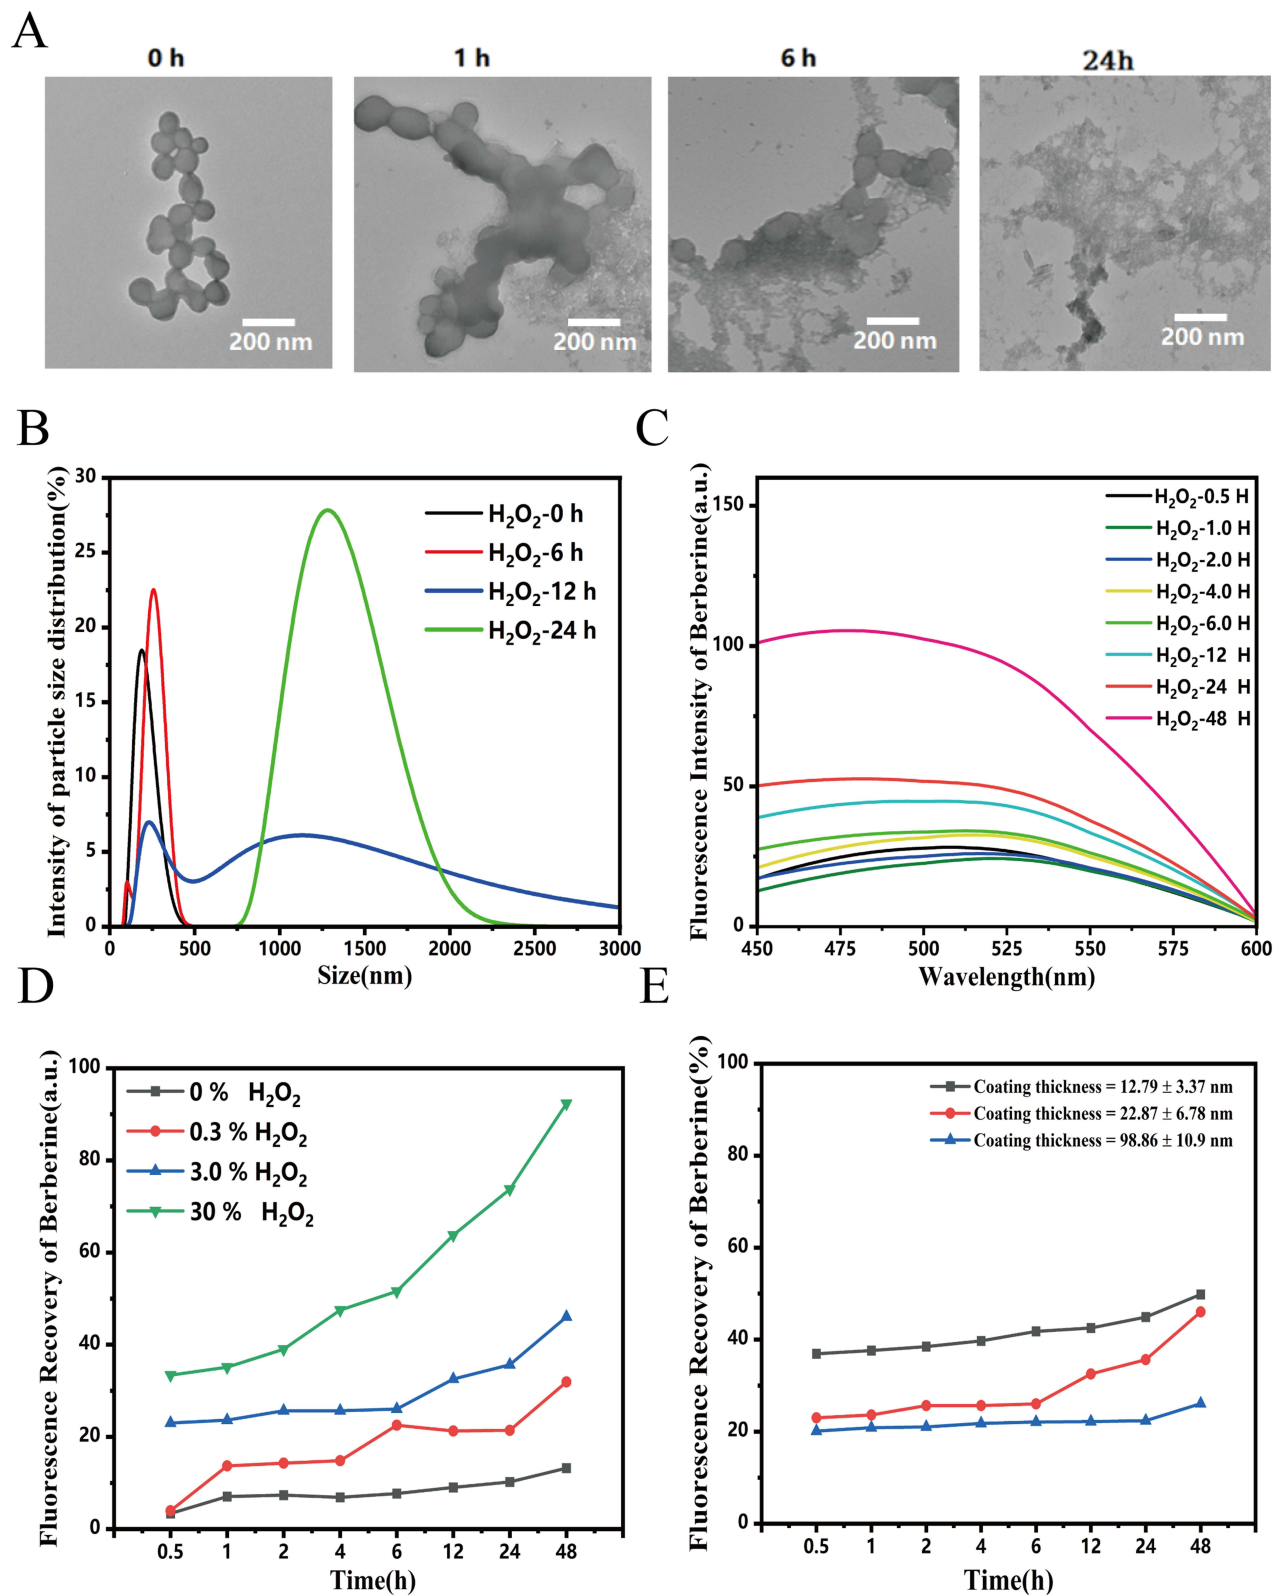 A
0 h
1 h
6 h
24h
200 nm
200 nm
200 nm
200 nm
B
Intensity of particle size distribution(%)
30
25
20
15
10
5
0
0
500
1000
1500
2000
2500
3000
Size(nm)
H₂O₂-0 h
H₂O₂-6 h
H₂O₂-12 h
H₂O₂-24 h
C
Fluorescence Intensity of Berberine(a.u.)
150
100
50
0
450
475
500
525
550
575
600
Wavelength(nm)
H₂O₂-0.5 H
H₂O₂-1.0 H
H₂O₂-2.0 H
H₂O₂-4.0 H
H₂O₂-6.0 H
H₂O₂-12 H
H₂O₂-24 H
H₂O₂-48 H
D
Fluorescence Recovery of Berberine(a.u.)
100
80
60
40
20
0
0.5
1
2
4
6
12
24
48
Time(h)
0 % H₂O₂
0.3 % H₂O₂
3.0 % H₂O₂
30 % H₂O₂
E
Fluorescence Recovery of Berberine(%)
100
80
60
40
20
0
0.5
1
2
4
6
12
24
48
Time(h)
Coating thickness = 12.79 ± 3.37 nm
Coating thickness = 22.87 ± 6.78 nm
Coating thickness = 98.86 ± 10.9 nm